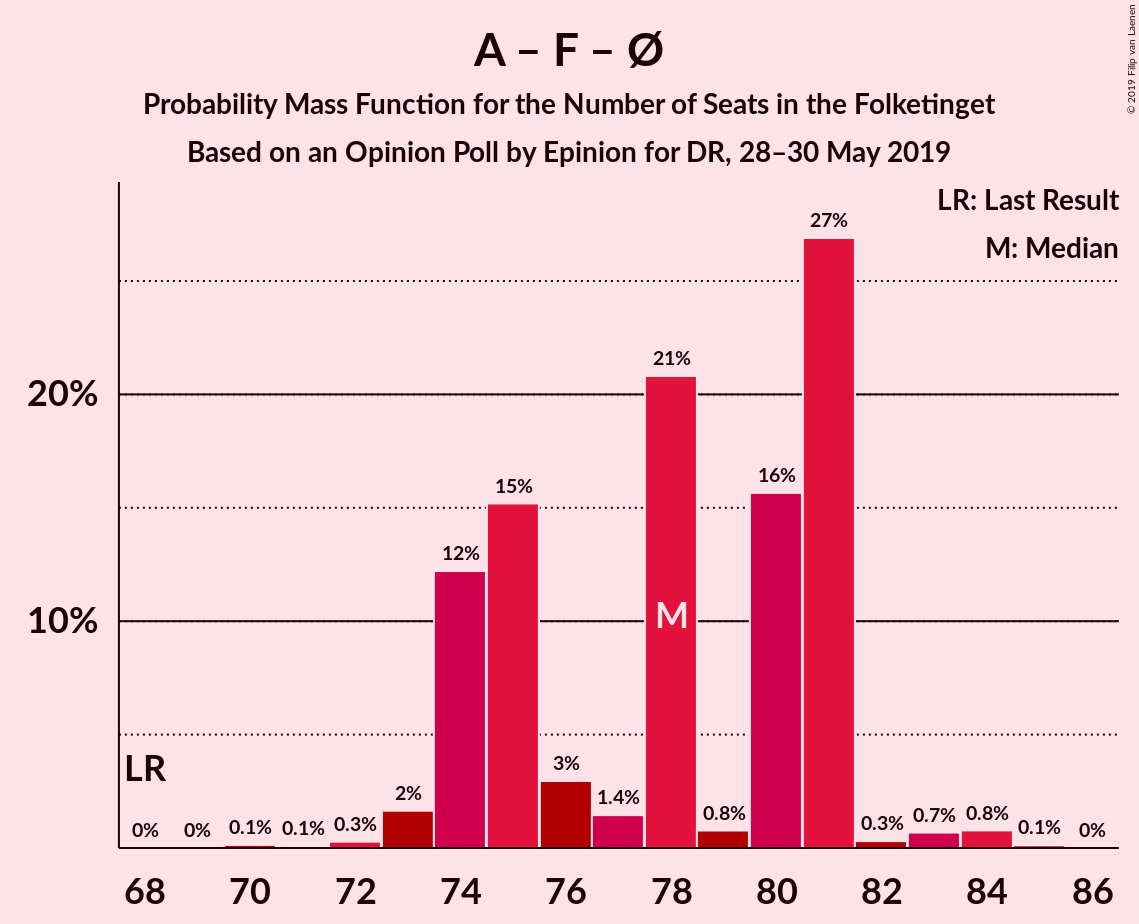 A – F – Ø
Probability Mass Function for the Number of Seats in the Folketinget
Based on an Opinion Poll by Epinion for DR, 28–30 May 2019
© 2019 Filip van Laenen
LR: Last Result
M: Median
27%
21%
20%
16%
15%
12%
M
10%
LR
3%
2%
1.4%
0.8%
0.7%
0.8%
0%
0%
0.1%
0.1%
0.3%
0.3%
0.1%
0%
68 70 72 74 76 78 80 82 84 86